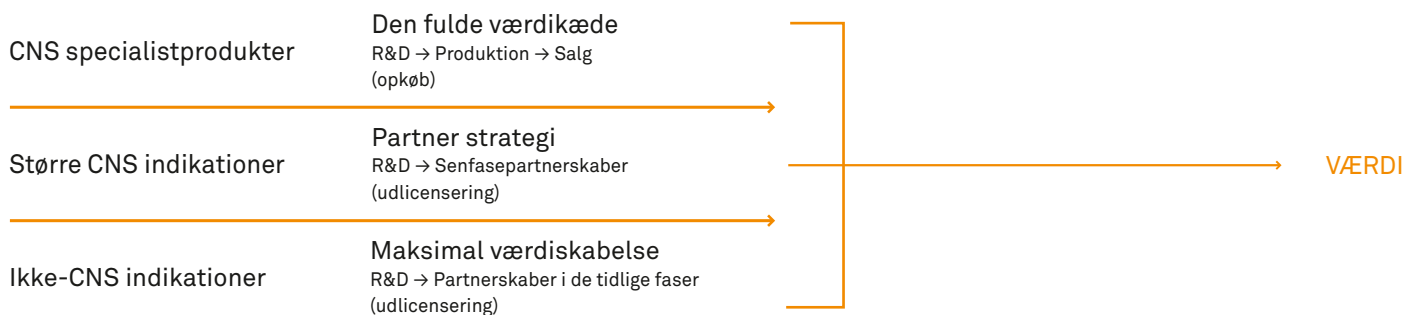 CNS specialistprodukter
Den fulde værdikæde
R&D → Produktion → Salg
(opkøb)
Større CNS indikationer
Partner strategi
R&D → Senfasepartnerskaber
(udlicensering)
VÆRDI
Ikke-CNS indikationer
Maksimal værdiskabelse
R&D → Partnerskaber i de tidlige faser
(udlicensering)